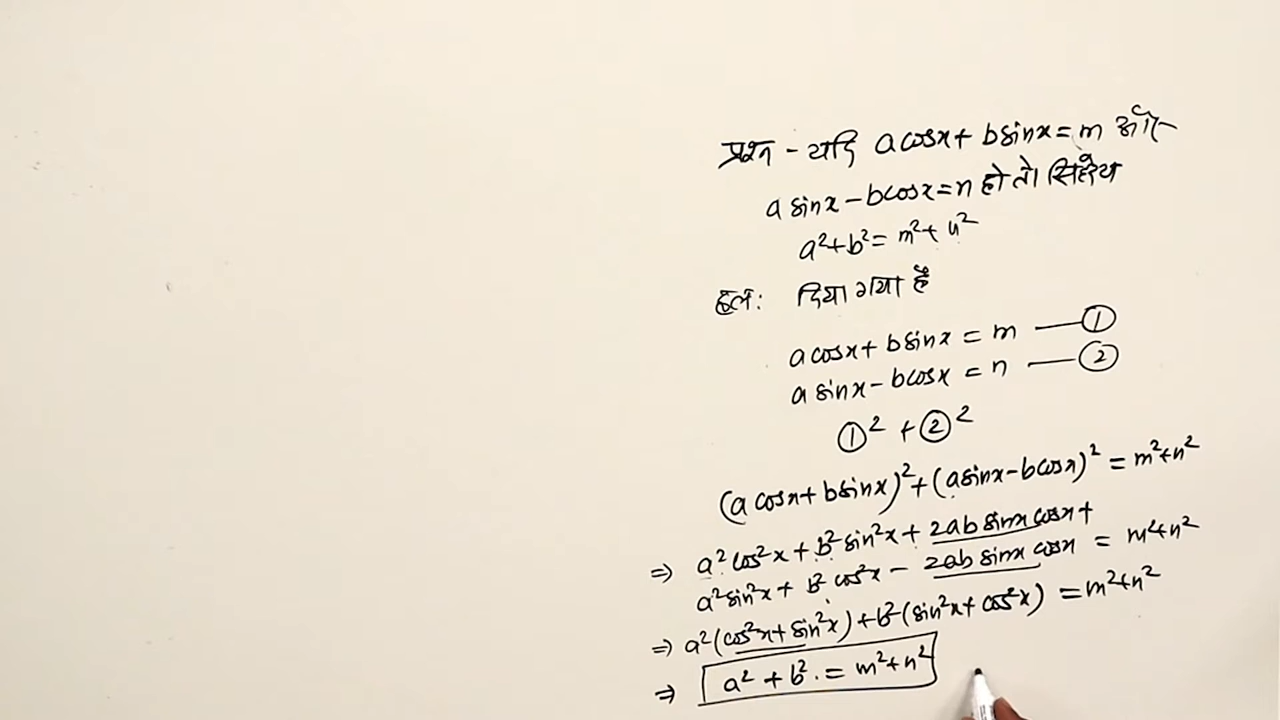 प्रश्न - यदि a cosx + b sinx = m और
a sinx - b cosx = n हो तो सिद्ध
a² + b² = m² + n²
हल: दिया गया है
a cosx + b sinx = m — ①
a sinx - b cosx = n — ②
①² + ②²
(a cosx + b sinx)² + (a sinx - b cosx)² = m² + n²
⇒ a² cos²x + b² sin²x + 2ab sinx cosx +
a² sin²x + b² cos²x - 2ab sinx cosx = m² + n²
⇒ a² (cos²x + sin²x) + b² (sin²x + cos²x) = m² + n²
⇒ a² + b² = m² + n²